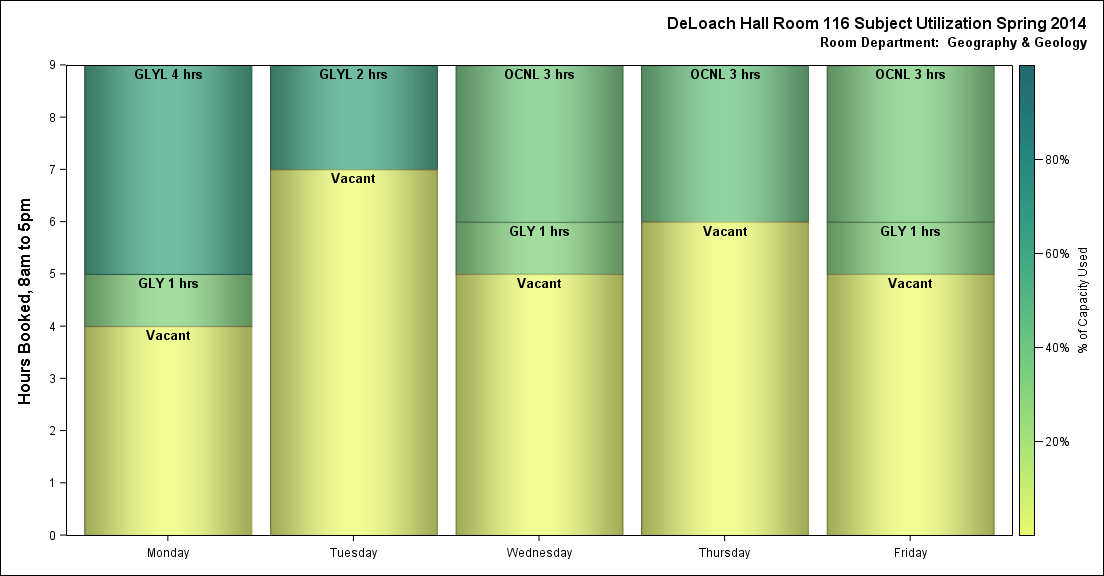 DeLoach Hall Room 116 Subject Utilization Spring 2014
Room Department: Geography & Geology
Hours Booked, 8am to 5pm
9
8
7
6
5
4
3
2
1
0
GLYL 4 hrs
GLY 1 hrs
Vacant
GLYL 2 hrs
Vacant
OCNL 3 hrs
GLY 1 hrs
Vacant
OCNL 3 hrs
Vacant
OCNL 3 hrs
GLY 1 hrs
Vacant
Monday
Tuesday
Wednesday
Thursday
Friday
80%
60%
40%
20%
% of Capacity Used